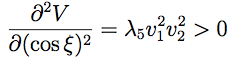 ∂²V / ∂(cos ξ)² = λ₅v₁²v₂² > 0